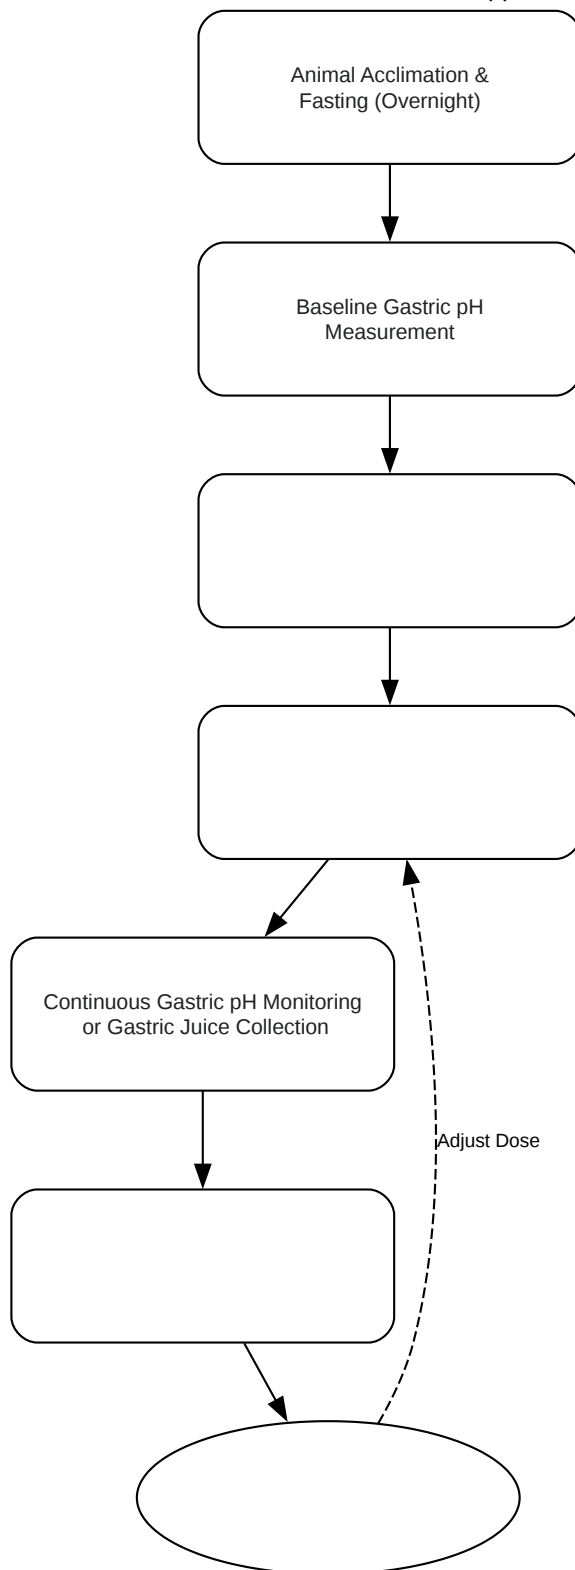 Animal Acclimation &
Fasting (Overnight)
Baseline Gastric pH
Measurement
Continuous Gastric pH Monitoring
or Gastric Juice Collection
Adjust Dose